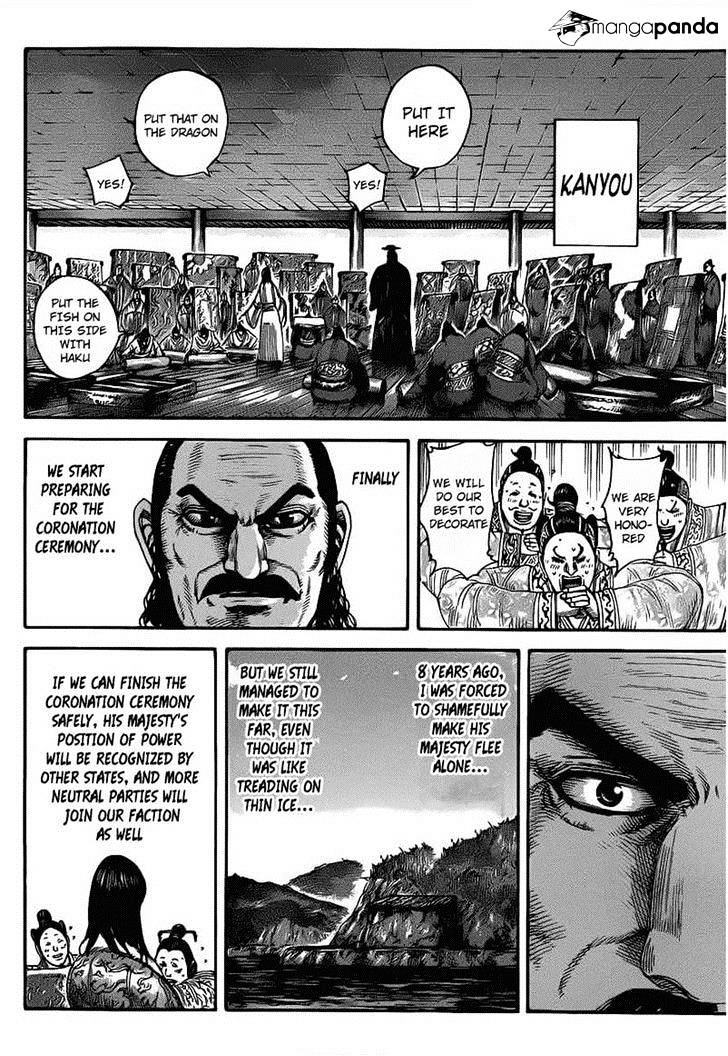 mangapanda
KANYOU
PUT IT
HERE
YES!
PUT THAT ON
THE DRAGON
YES!
PUT THE
FISH ON
THIS SIDE
WITH
HAKU
WE ARE
VERY
HONO-
RED
WE WILL
DO OUR
BEST TO
DECORATE
FINALLY
WE START
PREPARING
FOR THE
CORONATION
CEREMONY...
8 YEARS AGO,
I WAS FORCED
TO SHAMEFULLY
MAKE HIS
MAJESTY FLEE
ALONE...
BUT WE STILL
MANAGED TO
MAKE IT THIS
FAR, EVEN
THOUGH IT
WAS LIKE
TREADING ON
THIN ICE...
IF WE CAN FINISH THE
CORONATION CEREMONY
SAFELY, HIS MAJESTY'S
POSITION OF POWER
WILL BE RECOGNIZED BY
OTHER STATES, AND MORE
NEUTRAL PARTIES WILL
JOIN OUR FACTION
AS WELL